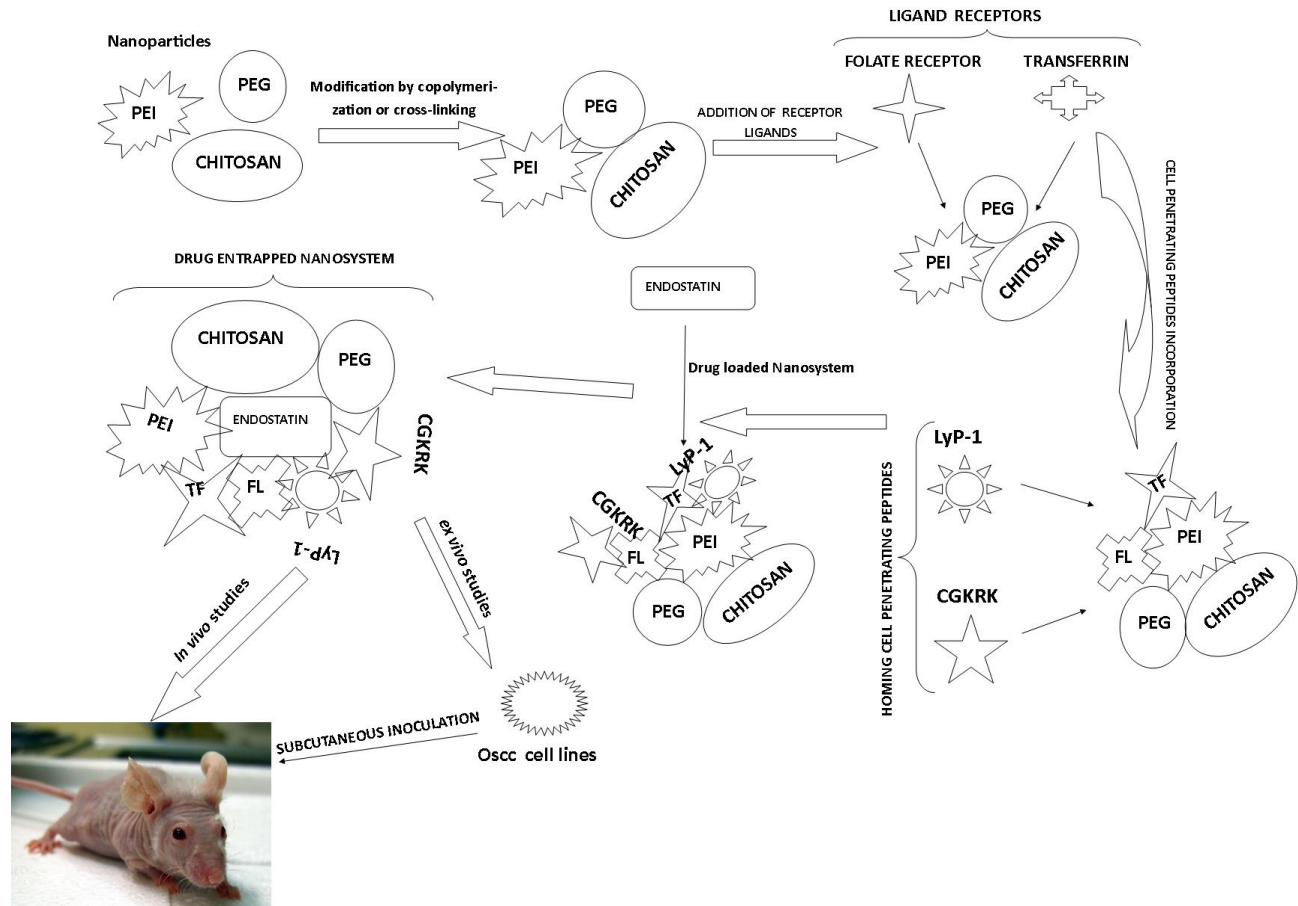 Nanoparticles
PEI
PEG
CHITOSAN
Modification by copolymeri-
zation or cross-linking
PEG
PEI
CHITOSAN
ADDITION OF RECEPTOR
LIGANDS
LIGAND RECEPTORS
FOLATE RECEPTOR
TRANSFERRIN
PEG
PEI
CHITOSAN
CELL PENETRATING PEPTIDES INCORPORATION
TF
PEI
FL
PEG
CHITOSAN
HOMING CELL PENETRATING PEPTIDES
LyP-1
CGKRK
ENDOSTATIN
Drug loaded Nanosystem
LyP-1
TF
CGKRK
FL
PEI
PEG
CHITOSAN
DRUG ENTRAPPED NANOSYSTEM
CHITOSAN
PEG
PEI
ENDOSTATIN
CGKRK
TF
FL
LyP-1
In vivo studies
ex vivo studies
Oscc cell lines
SUBCUTANEOUS INOCULATION